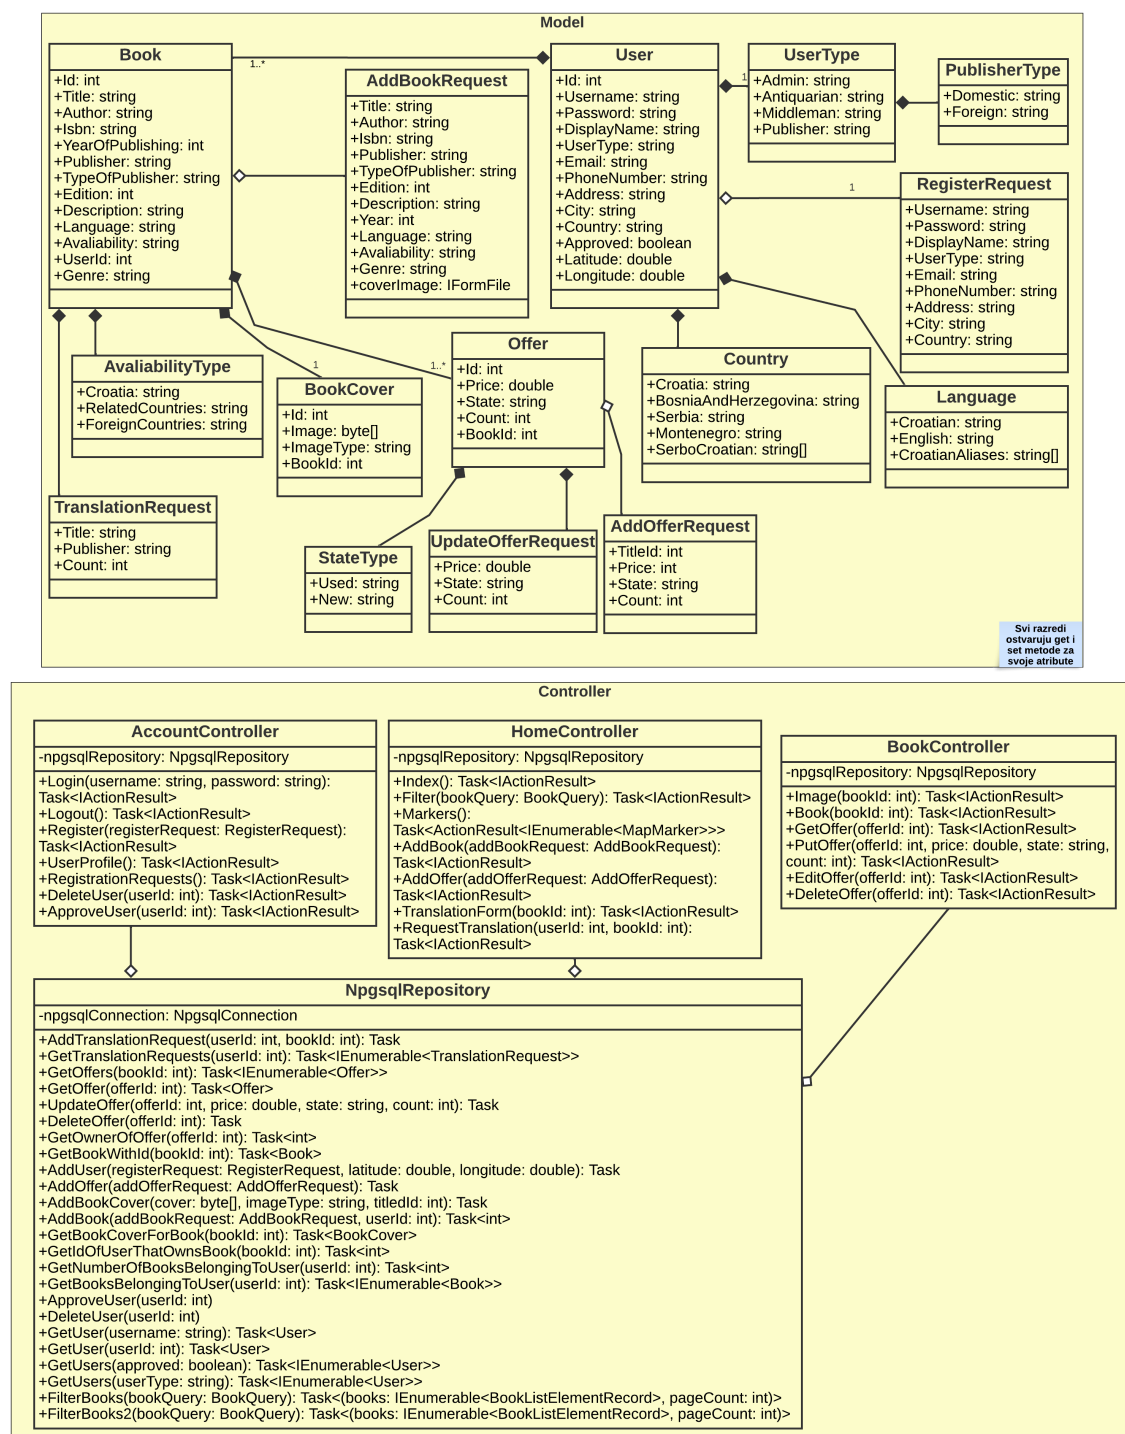 Model
Book
+Id: int
+Title: string
+Author: string
+Isbn: string
+YearOfPublishing: int
+Publisher: string
+TypeOfPublisher: string
+Edition: int
+Description: string
+Language: string
+Avaliability: string
+UserId: int
+Genre: string
1..*
AddBookRequest
+Title: string
+Author: string
+Isbn: string
+Publisher: string
+TypeOfPublisher: string
+Edition: int
+Description: string
+Year: int
+Language: string
+Avaliability: string
+Genre: string
+coverImage: IFormFile
User
+Id: int
+Username: string
+Password: string
+DisplayName: string
+UserType: string
+Email: string
+PhoneNumber: string
+Address: string
+City: string
+Country: string
+Approved: boolean
+Latitude: double
+Longitude: double
1
UserType
+Admin: string
+Antiquarian: string
+Middleman: string
+Publisher: string
PublisherType
+Domestic: string
+Foreign: string
1
RegisterRequest
+Username: string
+Password: string
+DisplayName: string
+UserType: string
+Email: string
+PhoneNumber: string
+Address: string
+City: string
+Country: string
AvaliabilityType
+Croatia: string
+RelatedCountries: string
+ForeignCountries: string
1
BookCover
+Id: int
+Image: byte[]
+ImageType: string
+BookId: int
1..*
Offer
+Id: int
+Price: double
+State: string
+Count: int
+BookId: int
Country
+Croatia: string
+BosniaAndHerzegovina: string
+Serbia: string
+Montenegro: string
+SerboCroatian: string[]
Language
+Croatian: string
+English: string
+CroatianAliases: string[]
TranslationRequest
+Title: string
+Publisher: string
+Count: int
StateType
+Used: string
+New: string
UpdateOfferRequest
+Price: double
+State: string
+Count: int
AddOfferRequest
+TitleId: int
+Price: int
+State: string
+Count: int
Svi razredi
ostvaruju get i
set metode za
svoje atribute
Controller
AccountController
-npgsqlRepository: NpgsqlRepository
+Login(username: string, password: string):
Task<IActionResult>
+Logout(): Task<IActionResult>
+Register(registerRequest: RegisterRequest):
Task<IActionResult>
+UserProfile(): Task<IActionResult>
+RegistrationRequests(): Task<IActionResult>
+DeleteUser(userId: int): Task<IActionResult>
+ApproveUser(userId: int): Task<IActionResult>
HomeController
-npgsqlRepository: NpgsqlRepository
+Index(): Task<IActionResult>
+Filter(bookQuery: BookQuery): Task<IActionResult>
+Markers():
Task<ActionResult<IEnumerable<MapMarker>>>
+AddBook(addBookRequest: AddBookRequest):
Task<IActionResult>
+AddOffer(addOfferRequest: AddOfferRequest):
Task<IActionResult>
+TranslationForm(bookId: int): Task<IActionResult>
+RequestTranslation(userId: int, bookId: int):
Task<IActionResult>
BookController
-npgsqlRepository: NpgsqlRepository
+Image(bookId: int): Task<IActionResult>
+Book(bookId: int): Task<IActionResult>
+GetOffer(offerId: int): Task<IActionResult>
+PutOffer(offerId: int, price: double, state: string,
count: int): Task<IActionResult>
+EditOffer(offerId: int): Task<IActionResult>
+DeleteOffer(offerId: int): Task<IActionResult>
NpgsqlRepository
-npgsqlConnection: NpgsqlConnection
+AddTranslationRequest(userId: int, bookId: int): Task
+GetTranslationRequests(userId: int): Task<IEnumerable<TranslationRequest>>
+GetOffers(bookId: int): Task<IEnumerable<Offer>>
+GetOffer(offerId: int): Task<Offer>
+UpdateOffer(offerId: int, price: double, state: string, count: int): Task
+DeleteOffer(offerId: int): Task
+GetOwnerOfOffer(offerId: int): Task<int>
+GetBookWithId(bookId: int): Task<Book>
+AddUser(registerRequest: RegisterRequest, latitude: double, longitude: double): Task
+AddOffer(addOfferRequest: AddOfferRequest): Task
+AddBookCover(cover: byte[], imageType: string, titledId: int): Task
+AddBook(addBookRequest: AddBookRequest, userId: int): Task<int>
+GetBookCoverForBook(bookId: int): Task<BookCover>
+GetIdOfUserThatOwnsBook(bookId: int): Task<int>
+GetNumberOfBooksBelongingToUser(userId: int): Task<int>
+GetBooksBelongingToUser(userId: int): Task<IEnumerable<Book>>
+ApproveUser(userId: int)
+DeleteUser(userId: int)
+GetUser(username: string): Task<User>
+GetUser(userId: int): Task<User>
+GetUsers(approved: boolean): Task<IEnumerable<User>>
+GetUsers(userType: string): Task<IEnumerable<User>>
+FilterBooks(bookQuery: BookQuery): Task<(books: IEnumerable<BookListElementRecord>, pageCount: int)>
+FilterBooks2(bookQuery: BookQuery): Task<(books: IEnumerable<BookListElementRecord>, pageCount: int)>